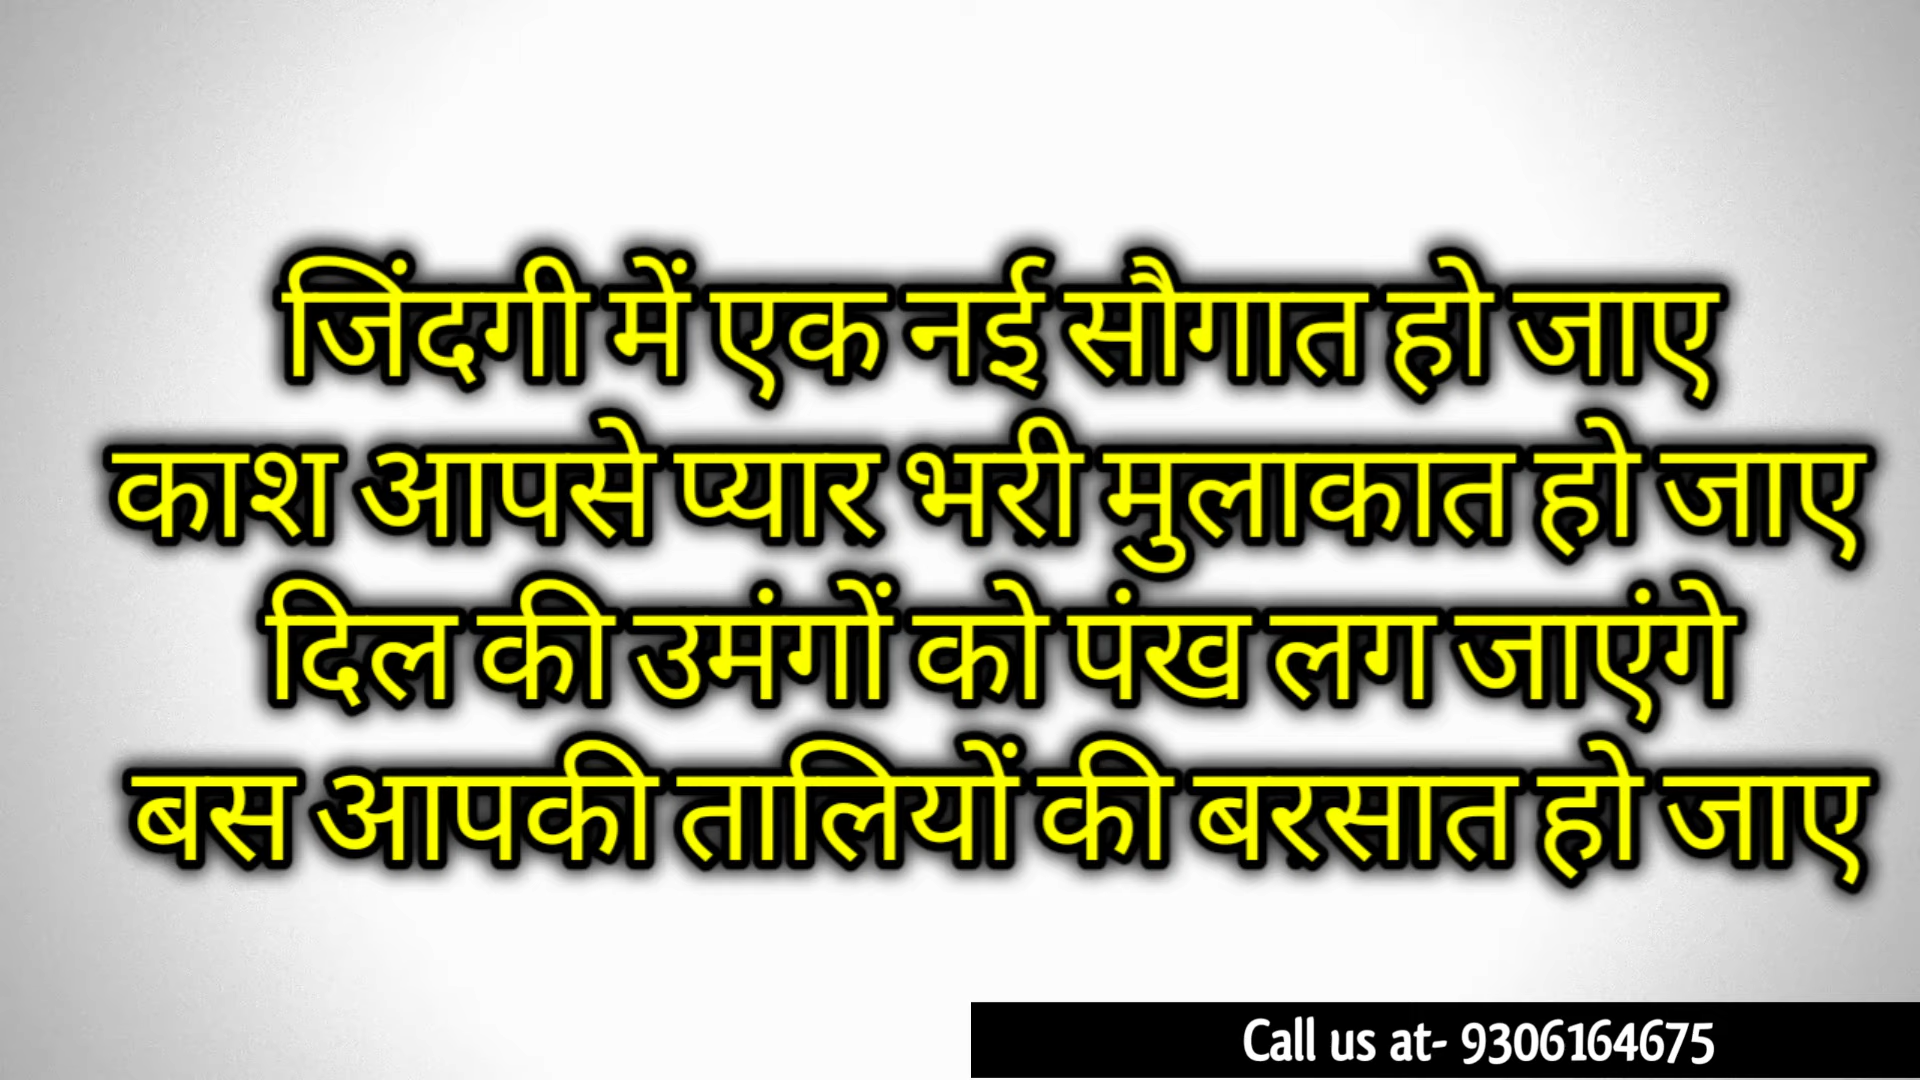 जिंदगी में एक नई सौगात हो जाए
काश आपसे प्यार भरी मुलाकात हो जाए
दिल की उमंगों को पंख लग जाएंगे
बस आपकी तालियों की बरसात हो जाए
Call us at- 9306164675